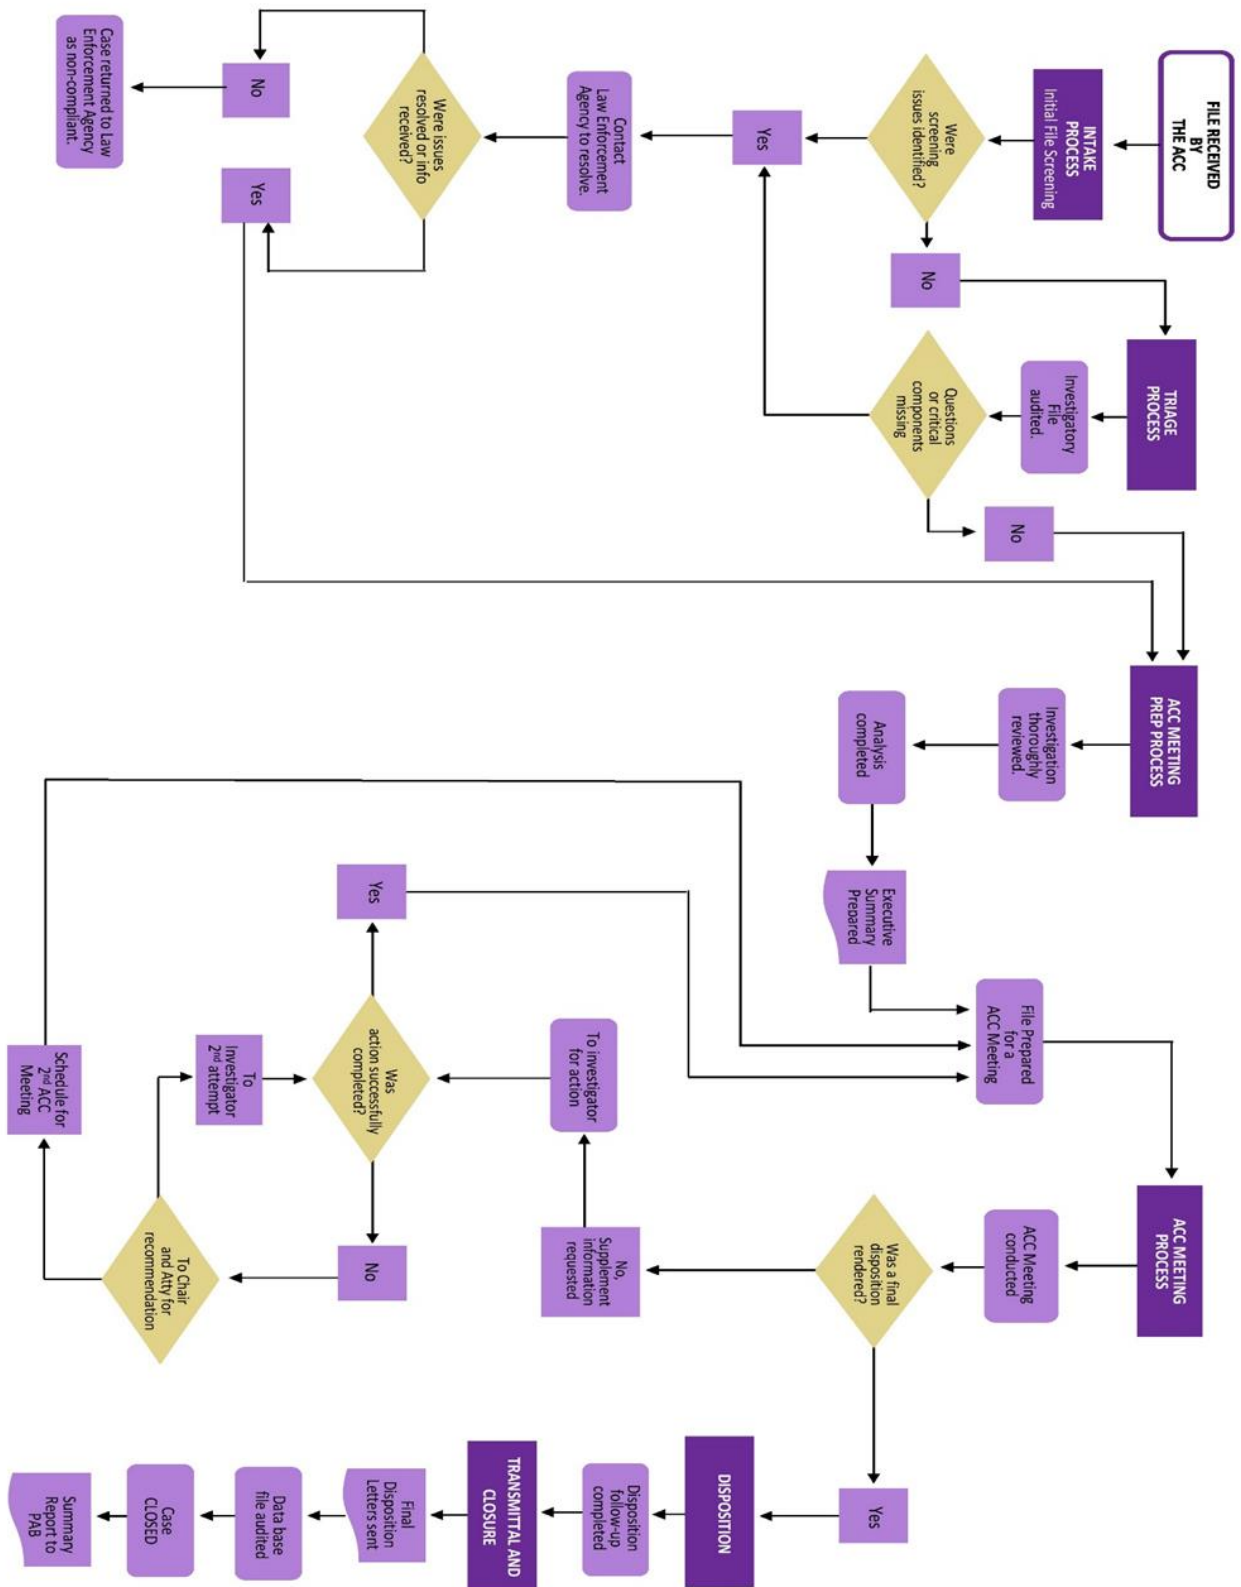 FILE RECEIVED
BY
THE ACC
INTAKE
PROCESS
Initial File Screening
Were
screening
issues identified?
Yes
No
Contact
Law Enforcement
Agency to resolve.
Were issues
resolved or info
received?
No
Yes
Case returned to Law
Enforcement Agency
as non-compliant.
TRIAGE
PROCESS
Investigatory
File
audited.
Questions
or critical
components
missing
No
ACC MEETING
PREP PROCESS
Investigation
thoroughly
reviewed.
Analysis
completed
Executive
Summary
Prepared
File Prepared
for a
ACC Meeting
ACC MEETING
PROCESS
ACC Meeting
conducted
Was a final
disposition
rendered?
No,
Supplement
information
requested
To investigator
for action
Was
action successfully
completed?
Yes
No
To
Investigator
2nd attempt
To Chair
and Atty for
recommendation
Schedule for
2nd ACC
Meeting
Yes
DISPOSITION
Disposition
follow-up
completed
TRANSMITTAL AND
CLOSURE
Final
Disposition
Letters sent
Data base
file audited
Case
CLOSED
Summary
Report to
PAB